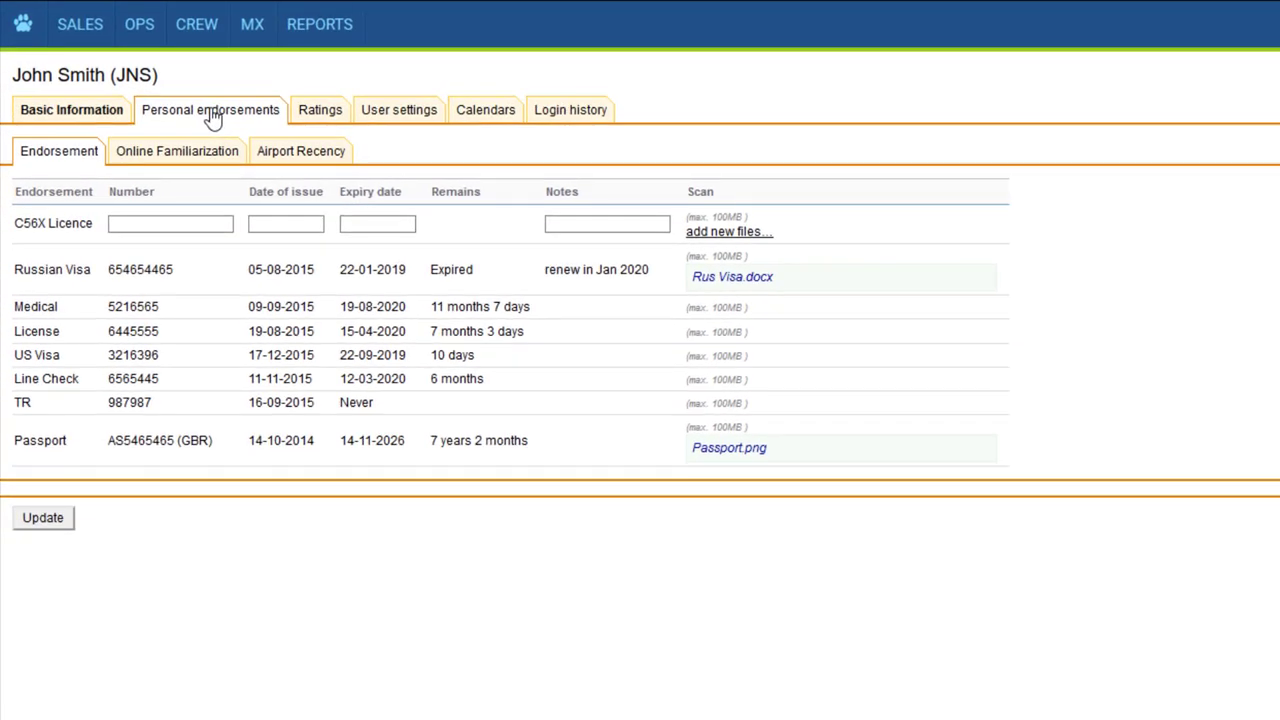 SALES OPS CREW MX REPORTS
John Smith (JNS)
Basic Information Personal endorsements Ratings User settings Calendars Login history
Endorsement Online Familiarization Airport Recency
Endorsement Number Date of issue Expiry date Remains Notes Scan
C56X Licence (max. 100MB )
add new files...
Russian Visa 654654465 05-08-2015 22-01-2019 Expired renew in Jan 2020 (max. 100MB )
Rus Visa.docx
Medical 5216565 09-09-2015 19-08-2020 11 months 7 days (max. 100MB )
License 6445555 19-08-2015 15-04-2020 7 months 3 days (max. 100MB )
US Visa 3216396 17-12-2015 22-09-2019 10 days (max. 100MB )
Line Check 6565445 11-11-2015 12-03-2020 6 months (max. 100MB )
TR 987987 16-09-2015 Never (max. 100MB )
Passport AS5465465 (GBR) 14-10-2014 14-11-2026 7 years 2 months (max. 100MB )
Passport.png
Update